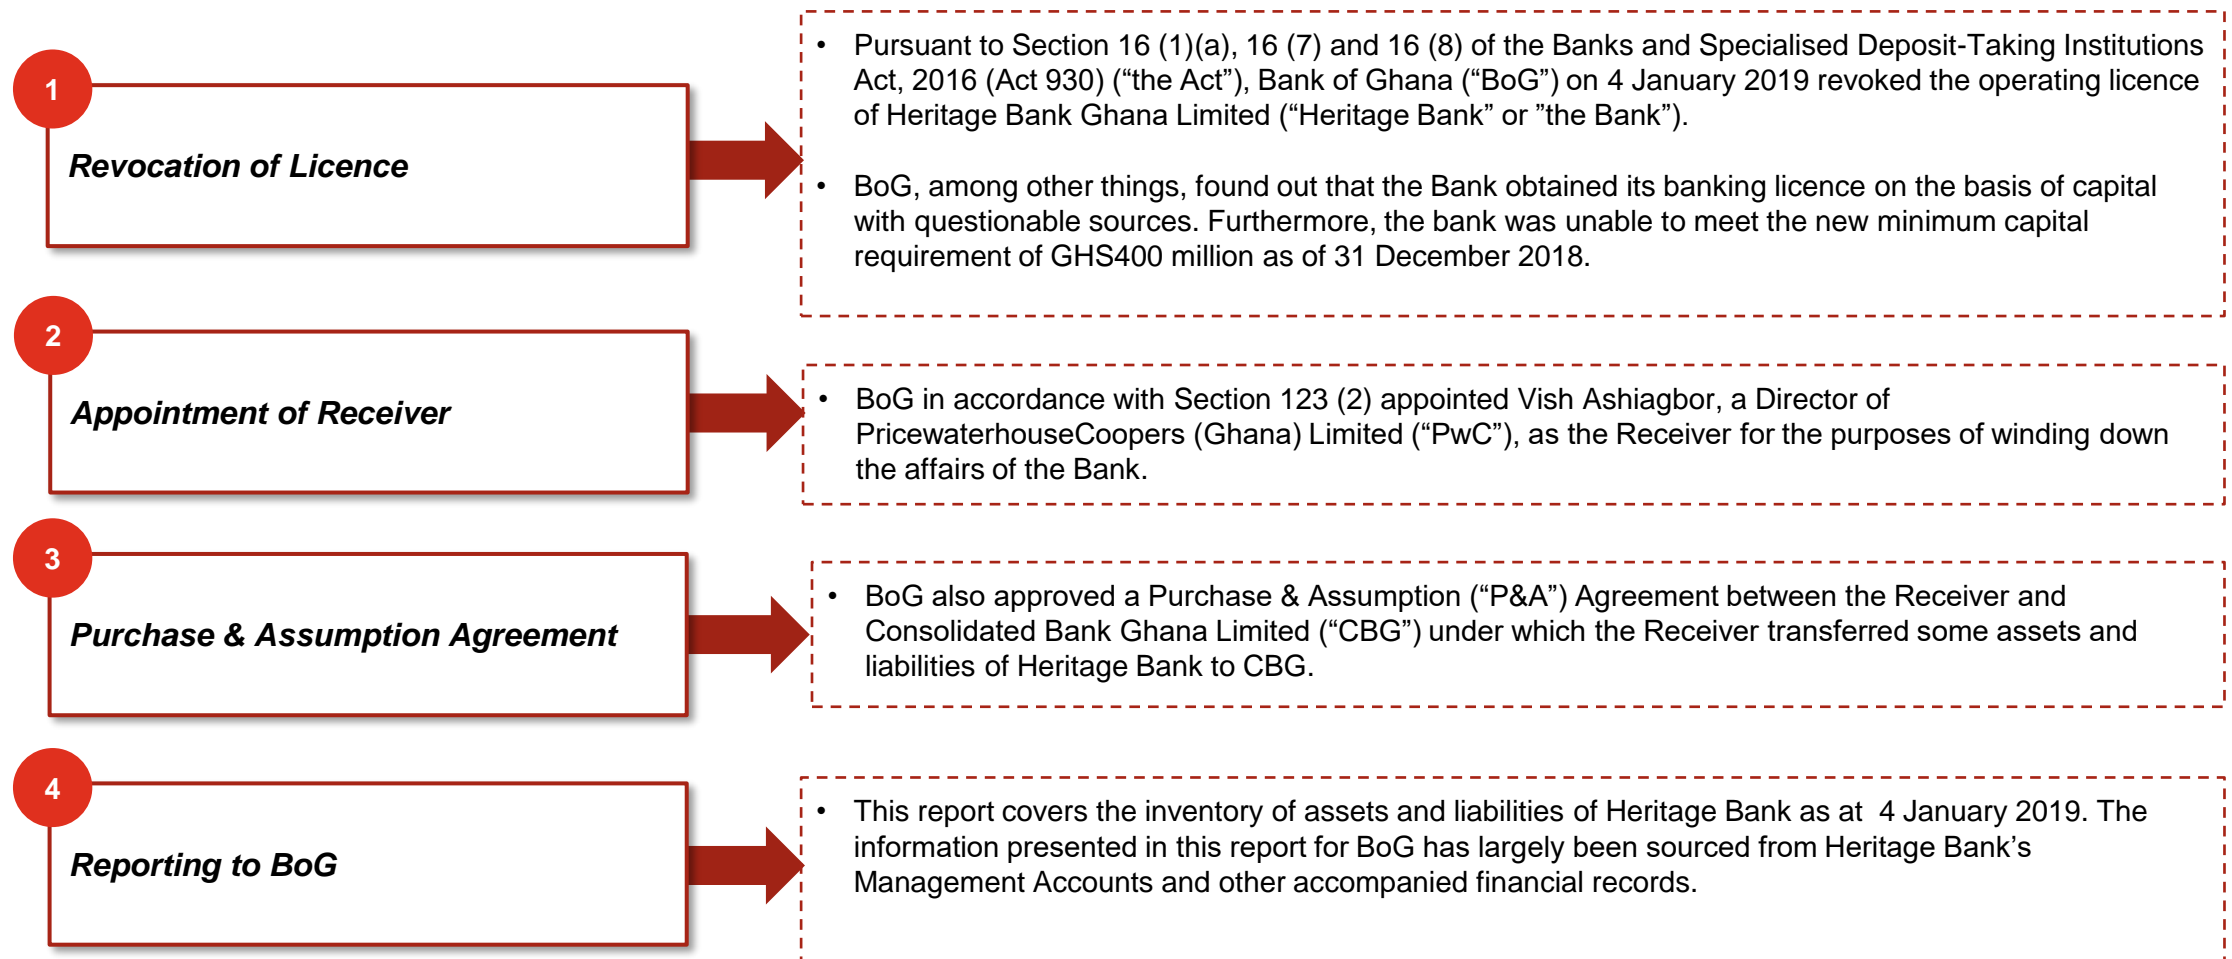 1
Revocation of Licence
• Pursuant to Section 16 (1)(a), 16 (7) and 16 (8) of the Banks and Specialised Deposit-Taking Institutions
Act, 2016 (Act 930) (“the Act”), Bank of Ghana (“BoG”) on 4 January 2019 revoked the operating licence
of Heritage Bank Ghana Limited (“Heritage Bank” or ”the Bank”).
• BoG, among other things, found out that the Bank obtained its banking licence on the basis of capital
with questionable sources. Furthermore, the bank was unable to meet the new minimum capital
requirement of GHS400 million as of 31 December 2018.
2
Appointment of Receiver
• BoG in accordance with Section 123 (2) appointed Vish Ashiagbor, a Director of
PricewaterhouseCoopers (Ghana) Limited (“PwC”), as the Receiver for the purposes of winding down
the affairs of the Bank.
3
Purchase & Assumption Agreement
• BoG also approved a Purchase & Assumption (“P&A”) Agreement between the Receiver and
Consolidated Bank Ghana Limited (“CBG”) under which the Receiver transferred some assets and
liabilities of Heritage Bank to CBG.
4
Reporting to BoG
• This report covers the inventory of assets and liabilities of Heritage Bank as at 4 January 2019. The
information presented in this report for BoG has largely been sourced from Heritage Bank’s
Management Accounts and other accompanied financial records.